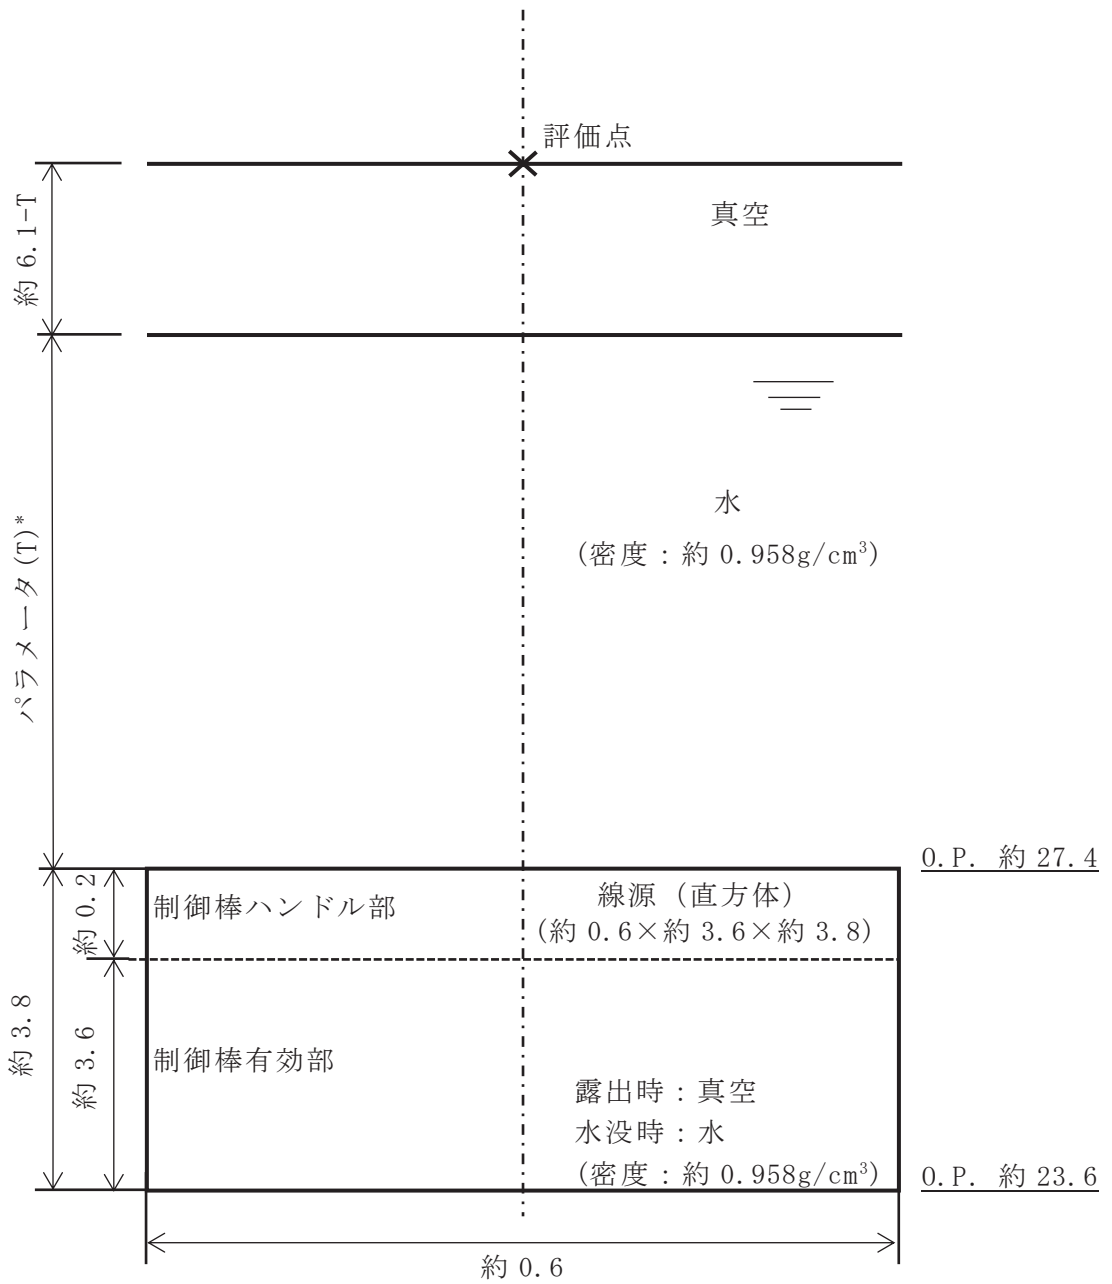 評価点
真空
約 6.1-T
水
(密度：約 0.958g/cm³)
パラメータ(T)*
O.P. 約 27.4
約 0.2
制御棒ハンドル部
線源（直方体）
(約 0.6×約 3.6×約 3.8)
約 3.8
約 3.6
制御棒有効部
露出時：真空
水没時：水
(密度：約 0.958g/cm³)
O.P. 約 23.6
約 0.6